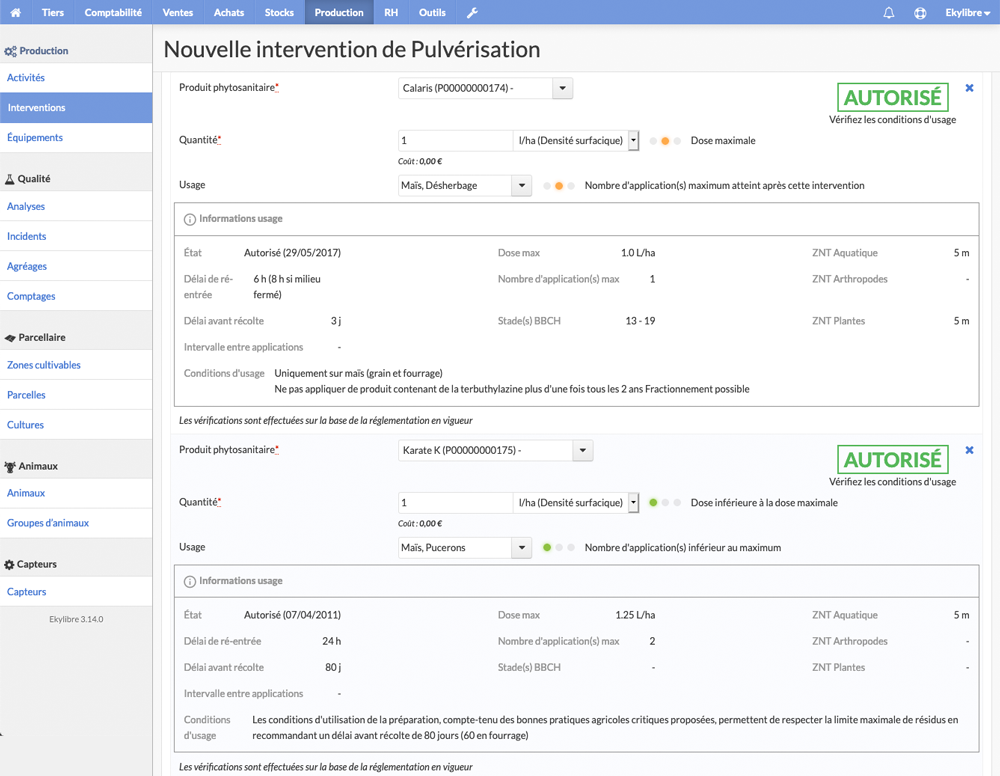 Tiers Comptabilité Ventes Achats Stocks Production RH Outils Ekylibre
Production
Activités
Interventions
Équipements
Qualité
Analyses
Incidents
Agréages
Comptages
Parcellaire
Zones cultivables
Parcelles
Cultures
Animaux
Animaux
Groupes d'animaux
Capteurs
Capteurs
Ekylibre 3.14.0
Nouvelle intervention de Pulvérisation
Produit phytosanitaire* Calaris (P00000000174) -
AUTORISÉ
Vérifiez les conditions d'usage
Quantité* 1 l/ha (Densité surfacique) Dose maximale
Coût : 0,00 €
Usage Maïs, Désherbage Nombre d'application(s) maximum atteint après cette intervention
Informations usage
État Autorisé (29/05/2017) Dose max 1.0 L/ha ZNT Aquatique 5 m
Délai de ré- 6 h (8 h si milieu Nombre d'application(s) max 1 ZNT Arthropodes -
entrée fermé)
Délai avant récolte 3 j Stade(s) BBCH 13 - 19 ZNT Plantes 5 m
Intervalle entre applications -
Conditions d'usage Uniquement sur maïs (grain et fourrage)
Ne pas appliquer de produit contenant de la terbuthylazine plus d'une fois tous les 2 ans Fractionnement possible
Les vérifications sont effectuées sur la base de la réglementation en vigueur
Produit phytosanitaire* Karate K (P00000000175) -
AUTORISÉ
Vérifiez les conditions d'usage
Quantité* 1 l/ha (Densité surfacique) Dose inférieure à la dose maximale
Coût : 0,00 €
Usage Maïs, Pucerons Nombre d'application(s) inférieur au maximum
Informations usage
État Autorisé (07/04/2011) Dose max 1.25 L/ha ZNT Aquatique 5 m
Délai de ré-entrée 24 h Nombre d'application(s) max 2 ZNT Arthropodes -
Délai avant récolte 80 j Stade(s) BBCH - ZNT Plantes -
Intervalle entre applications -
Conditions Les conditions d'utilisation de la préparation, compte-tenu des bonnes pratiques agricoles critiques proposées, permettent de respecter la limite maximale de résidus en
d'usage recommandant un délai avant récolte de 80 jours (60 en fourrage)
Les vérifications sont effectuées sur la base de la réglementation en vigueur